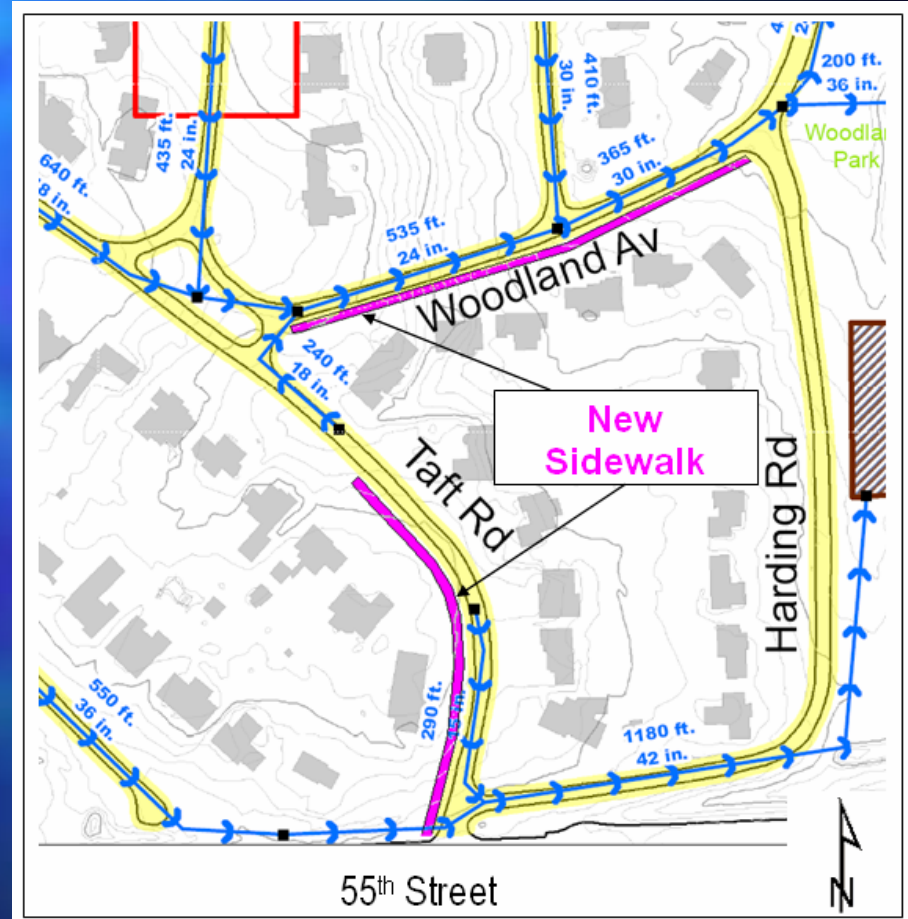 200 ft.
36 in.
410 ft.
30 in.
435 ft.
24 in.
365 ft.
30 in.
Park
640 ft.
535 ft.
24 in.
Woodland Av
240 ft.
18 in.
New
Sidewalk
Taft Rd
Harding Rd
550 ft.
36 in.
290 ft.
15 in.
1180 ft.
42 in.
55th Street
N